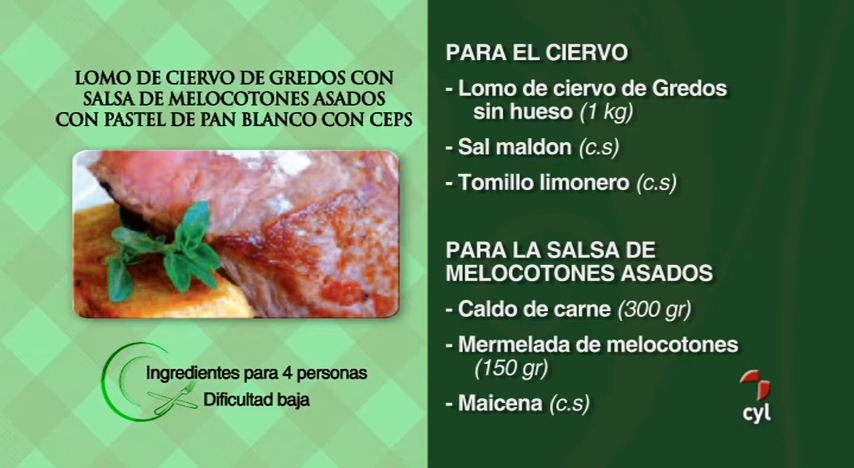 LOMO DE CIERVO DE GREDOS CON
SALSA DE MELOCOTONES ASADOS
CON PASTEL DE PAN BLANCO CON CEPS
Ingredientes para 4 personas
Dificultad baja
PARA EL CIERVO
- Lomo de ciervo de Gredos
sin hueso (1 kg)
- Sal maldon (c.s)
- Tomillo limonero (c.s)
PARA LA SALSA DE
MELOCOTONES ASADOS
- Caldo de carne (300 gr)
- Mermelada de melocotones
(150 gr)
- Maicena (c.s)
cyl